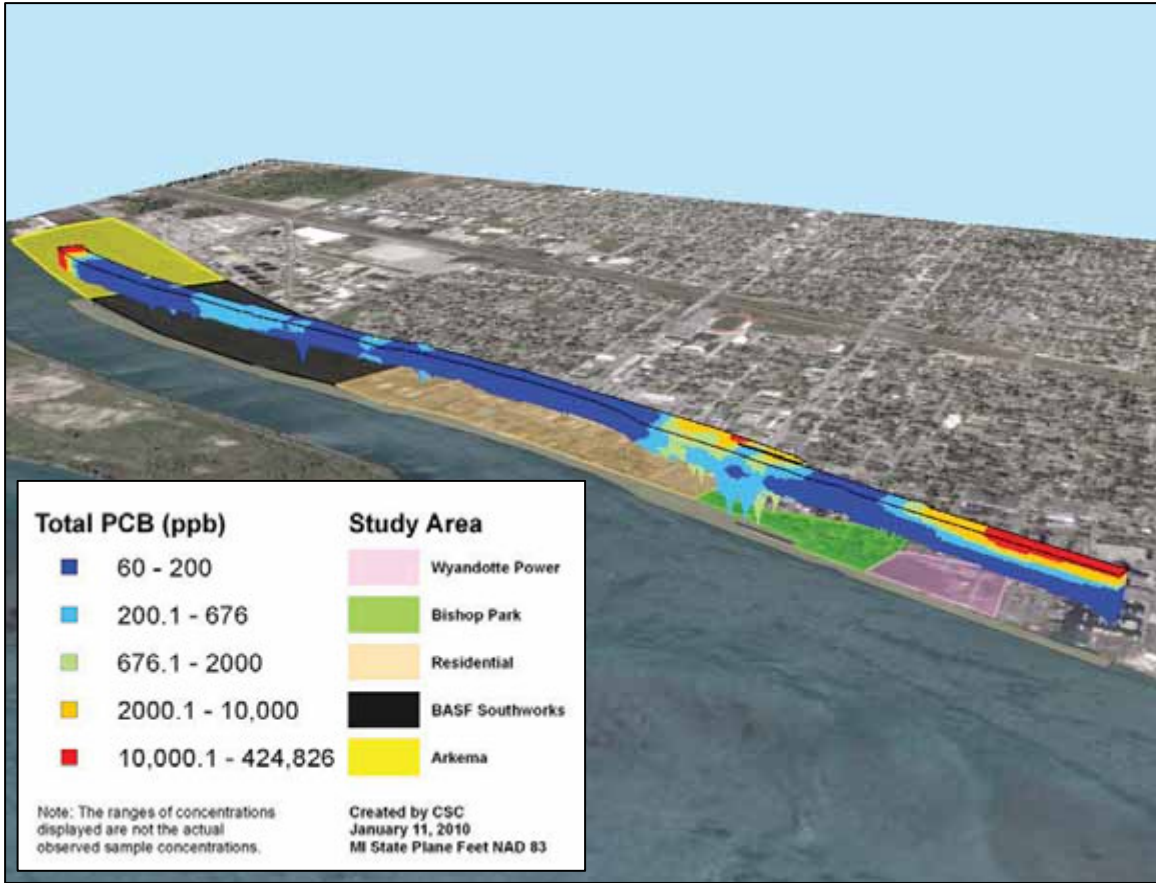 Total PCB (ppb)
60 - 200
200.1 - 676
676.1 - 2000
2000.1 - 10,000
10,000.1 - 424,826
Note: The ranges of concentrations
displayed are not the actual
observed sample concentrations.
Study Area
Wyandotte Power
Bishop Park
Residential
BASF Southworks
Arkema
Created by CSC
January 11, 2010
MI State Plane Feet NAD 83